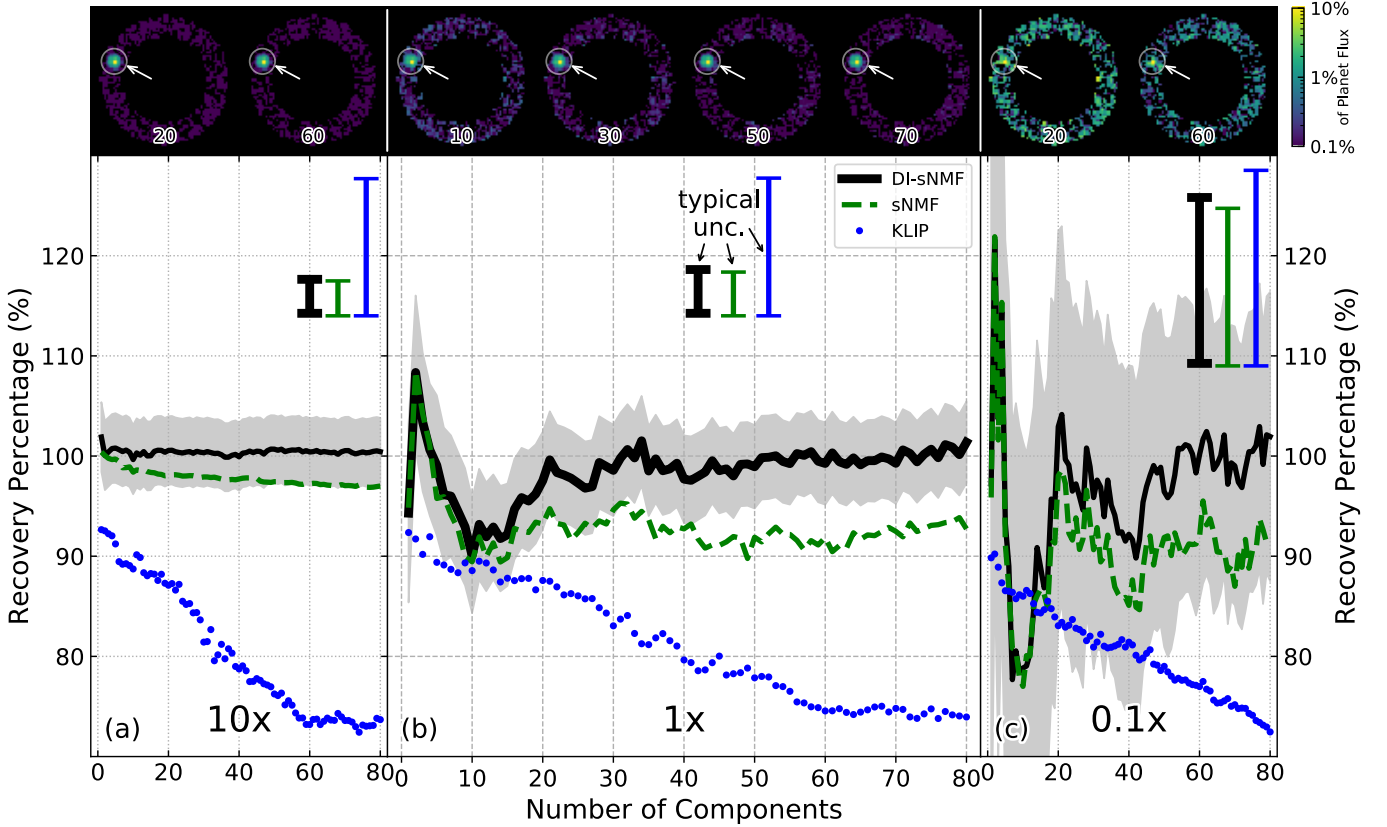 20
60
10
30
50
70
20
60
10%
1%
0.1%
of Planet Flux
Recovery Percentage (%)
120
110
100
90
80
(a)
10x
0
20
40
60
80
typical
unc.
DI-sNMF
sNMF
KLIP
(b)
1x
0
10
20
30
40
50
60
70
80
Number of Components
(c)
0.1x
0
20
40
60
80
120
110
100
90
80
Recovery Percentage (%)